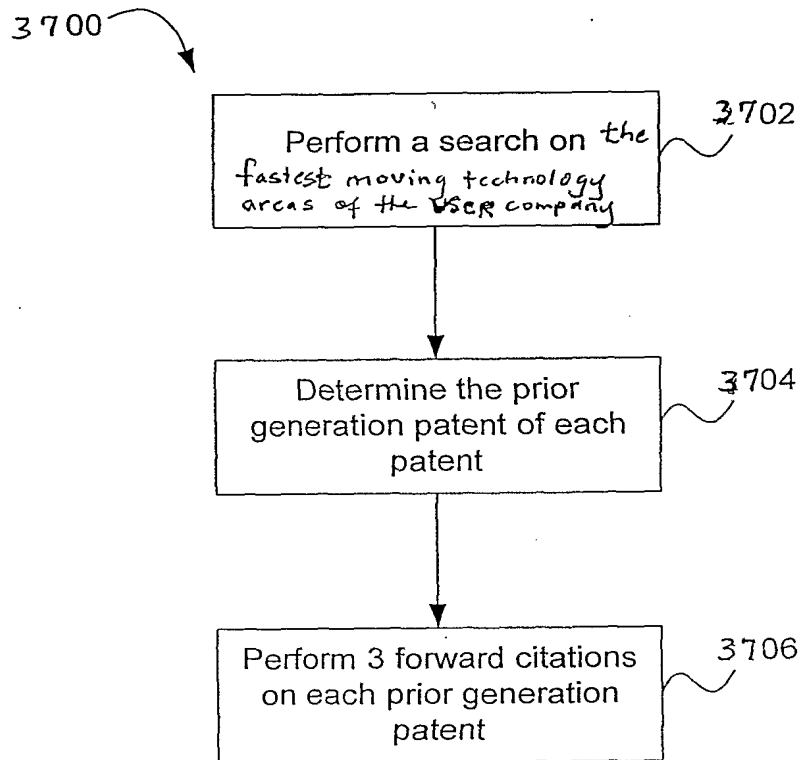 3700
3702
Perform a search on the
fastest moving technology
areas of the USER company
3704
Determine the prior
generation patent of each
patent
3706
Perform 3 forward citations
on each prior generation
patent